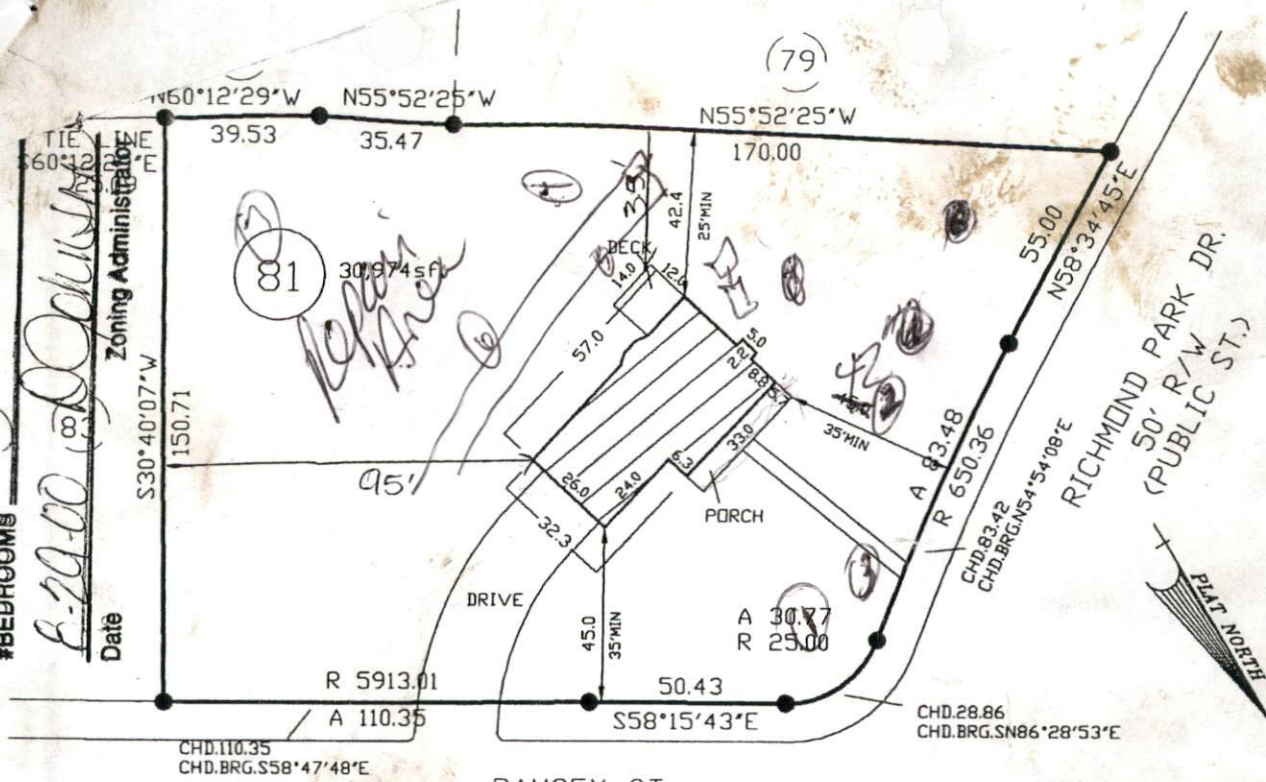 (79)
N60°12'29"W
N55°52'25"W
N55°52'25"W
39.53
35.47
170.00
TIE LINE
S60°12'29"E
Zoning Administrator
81
30,974sf
Repair
Area
39
42.4
25'MIN
DECK
14.0
12.0
57.0
5.0
2.2
8.8
55.00
N58°34'45"E
RICHMOND PARK DR.
50' R/W
(PUBLIC ST.)
S30°40'07"W
150.71
95'
35'MIN
A 83.48
R 650.36
CHD.83.42
CHD.BRG.N54°54'08"E
26.0
24.0
6.3
33.0
32.3
PORCH
#BEDROOMS
Date
DRIVE
45.0
35'MIN
A 30.77
R 25.00
PLAT NORTH
R 5913.01
A 110.35
50.43
S58°15'43"E
CHD.28.86
CHD.BRG.SN86°28'53"E
CHD.110.35
CHD.BRG.S58°47'48"E